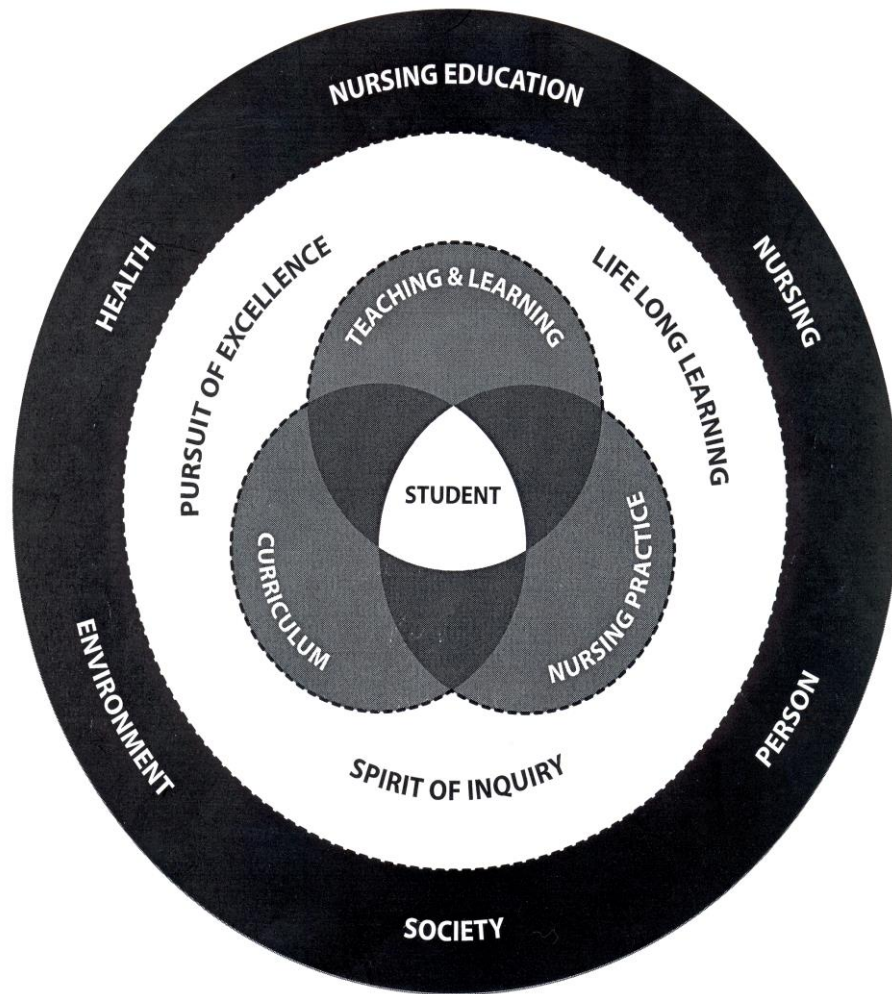 NURSING EDUCATION
HEALTH
NURSING
PURSUIT OF EXCELLENCE
LIFE LONG LEARNING
TEACHING & LEARNING
STUDENT
CURRICULUM
NURSING PRACTICE
ENVIRONMENT
PERSON
SPIRIT OF INQUIRY
SOCIETY